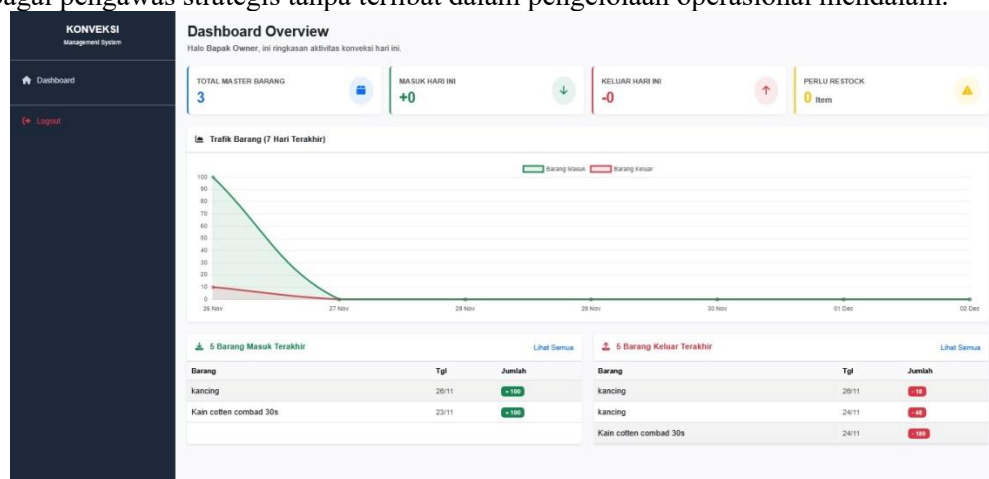 bagai pengawas strategis tanpa terlibat dalam pengelolaan operasional mendalam.
KONVEKSI
Management System
Dashboard
Logout
Dashboard Overview
Halo Bapak Owner, ini ringkasan aktivitas konveksi hari ini.
TOTAL MASTER BARANG
3
MASUK HARI INI
+0
KELUAR HARI INI
-0
PERLU RESTOCK
0 Item
Trafik Barang (7 Hari Terakhir)
Barang Masuk Barang Keluar
100
90
80
70
60
50
40
30
20
10
0
26 Nov 27 Nov 28 Nov 29 Nov 30 Nov 01 Dec 02 Dec
5 Barang Masuk Terakhir Lihat Semua
Barang Tgl Jumlah
kancing 26/11 + 100
Kain cotten combad 30s 23/11 + 100
5 Barang Keluar Terakhir Lihat Semua
Barang Tgl Jumlah
kancing 26/11 - 10
kancing 24/11 - 40
Kain cotten combad 30s 24/11 - 100